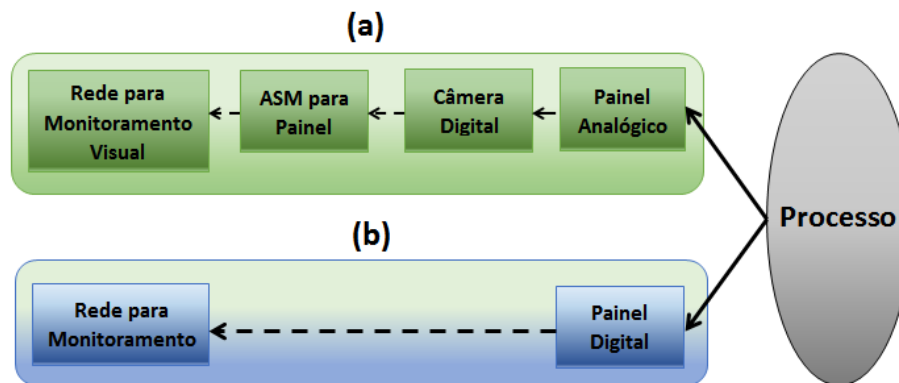 (a)
Rede para
Monitoramento
Visual
ASM para
Painel
Câmera
Digital
Painel
Analógico
Processo
(b)
Rede para
Monitoramento
Painel
Digital